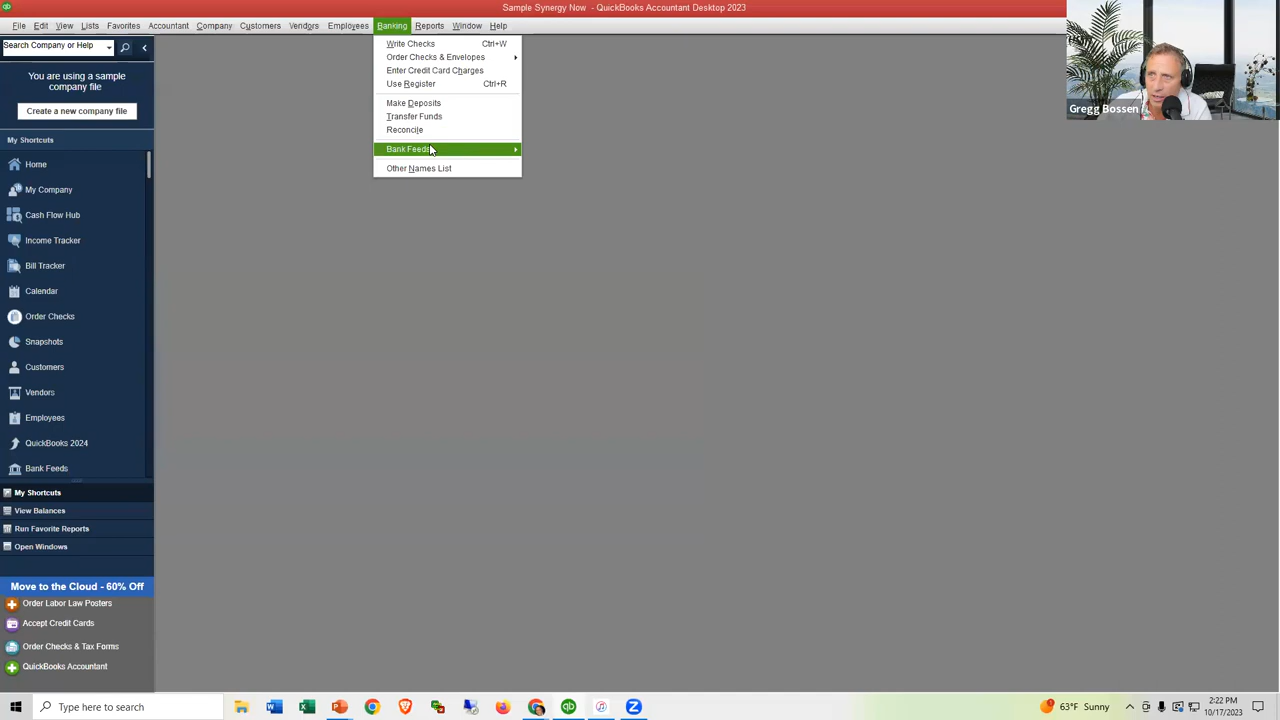 Sample Synergy Now - QuickBooks Accountant Desktop 2023
File Edit View Lists Favorites Accountant Company Customers Vendors Employees Banking Reports Window Help
Search Company or Help
You are using a sample
company file
Create a new company file
My Shortcuts
Home
My Company
Cash Flow Hub
Income Tracker
Bill Tracker
Calendar
Order Checks
Snapshots
Customers
Vendors
Employees
QuickBooks 2024
Bank Feeds
My Shortcuts
View Balances
Run Favorite Reports
Open Windows
Move to the Cloud - 60% Off
Order Labor Law Posters
Accept Credit Cards
Order Checks & Tax Forms
QuickBooks Accountant
Write Checks Ctrl+W
Order Checks & Envelopes
Enter Credit Card Charges
Use Register Ctrl+R
Make Deposits
Transfer Funds
Reconcile
Bank Feeds
Other Names List
Gregg Bossen
Type here to search
63°F Sunny
2:22 PM
10/17/2023